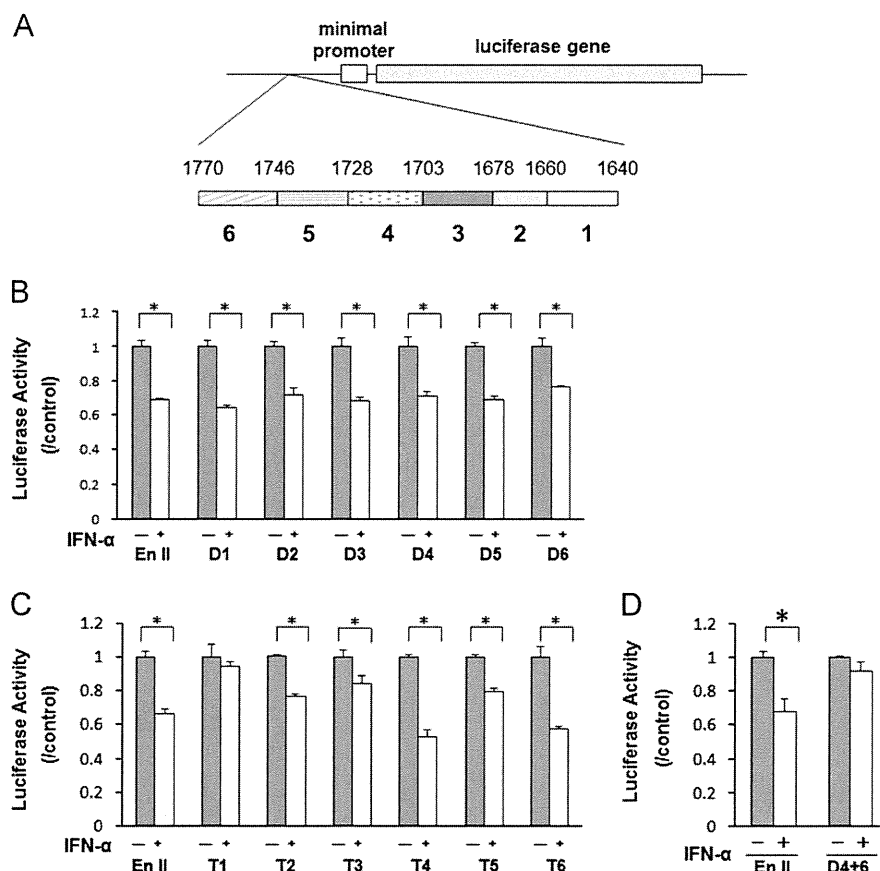 A
minimal
promoter
luciferase gene
1770 1746 1728 1703 1678 1660 1640
6 5 4 3 2 1
B
Luciferase Activity
(/control)
1.2
1
0.8
0.6
0.4
0.2
0
* * * * * * *
IFN-α — + — + — + — + — + — + — +
En II D1 D2 D3 D4 D5 D6
C
Luciferase Activity
(/control)
1.2
1
0.8
0.6
0.4
0.2
0
* * * * * *
IFN-α — + — + — + — + — + — + — +
En II T1 T2 T3 T4 T5 T6
D
Luciferase Activity
(/control)
1.2
1
0.8
0.6
0.4
0.2
0
*
IFN-α — + — +
En II D4+6